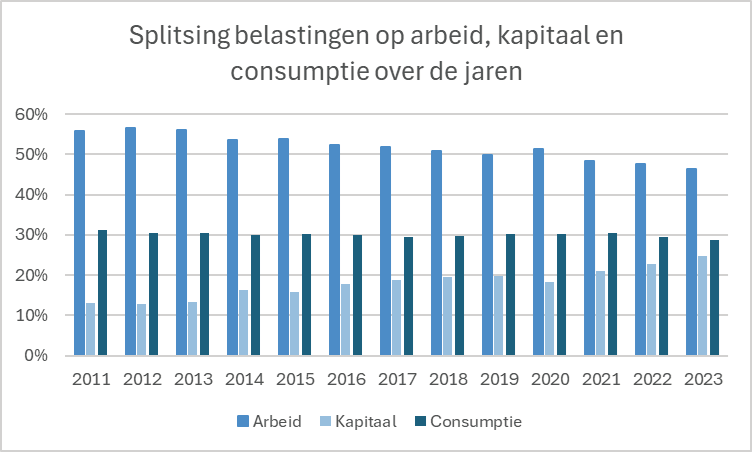 Splitsing belastingen op arbeid, kapitaal en
consumptie over de jaren
60%
50%
40%
30%
20%
10%
0%
2011 2012 2013 2014 2015 2016 2017 2018 2019 2020 2021 2022 2023
Arbeid Kapitaal Consumptie